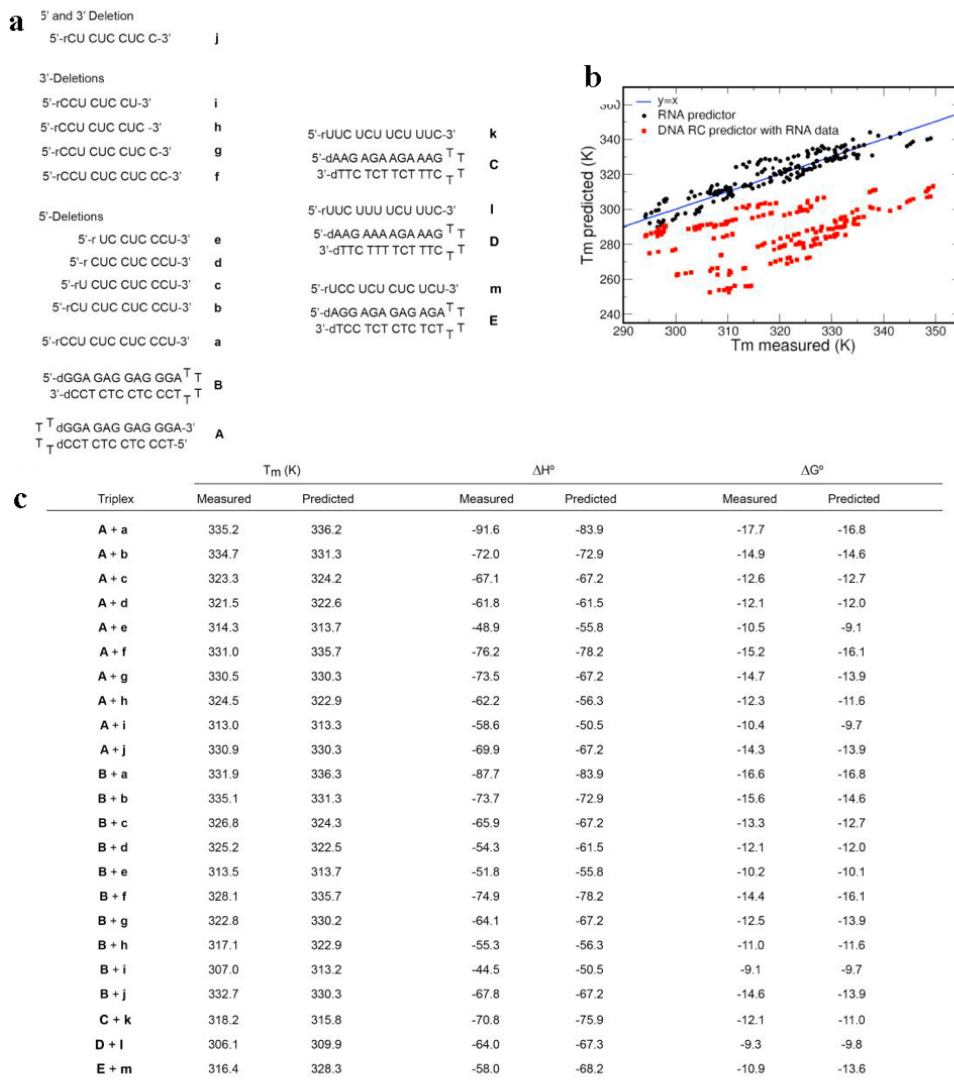 a
5' and 3' Deletion
5'-rCU CUC CUC C-3' j
3'-Deletions
5'-rCCU CUC CU-3' i
5'-rCCU CUC CUC -3' h
5'-rCCU CUC CUC C-3' g
5'-rCCU CUC CUC CC-3' f
5'-Deletions
5'-r UC CUC CCU-3' e
5'-r CUC CUC CCU-3' d
5'-rU CUC CUC CCU-3' c
5'-rCU CUC CUC CCU-3' b
5'-rCCU CUC CUC CCU-3' a
5'-dGGA GAG GAG GGA T T
3'-dCCT CTC CTC CCT T T
B
T T dGGA GAG GAG GGA-3'
T T dCCT CTC CTC CCT-5'
A
5'-rUUC UCU UCU UUC-3' k
5'-dAAG AGA AGA AAG T T
3'-dTTC TCT TCT TTC T T
C
5'-rUUC UUU UCU UUC-3' l
5'-dAAG AAA AGA AAG T T
3'-dTTC TTT TCT TTC T T
D
5'-rUCC UCU CUC UCU-3' m
5'-dAGG AGA GAG AGA T T
3'-dTCC TCT CTC TCT T T
E
b
y=x
RNA predictor
DNA RC predictor with RNA data
Tm predicted (K)
360
340
320
300
280
260
240
290 300 310 320 330 340 350
Tm measured (K)
c
Tm (K) ΔHº ΔGº
Triplex Measured Predicted Measured Predicted Measured Predicted
A + a 335.2 336.2 -91.6 -83.9 -17.7 -16.8
A + b 334.7 331.3 -72.0 -72.9 -14.9 -14.6
A + c 323.3 324.2 -67.1 -67.2 -12.6 -12.7
A + d 321.5 322.6 -61.8 -61.5 -12.1 -12.0
A + e 314.3 313.7 -48.9 -55.8 -10.5 -9.1
A + f 331.0 335.7 -76.2 -78.2 -15.2 -16.1
A + g 330.5 330.3 -73.5 -67.2 -14.7 -13.9
A + h 324.5 322.9 -62.2 -56.3 -12.3 -11.6
A + i 313.0 313.3 -58.6 -50.5 -10.4 -9.7
A + j 330.9 330.3 -69.9 -67.2 -14.3 -13.9
B + a 331.9 336.3 -87.7 -83.9 -16.6 -16.8
B + b 335.1 331.3 -73.7 -72.9 -15.6 -14.6
B + c 326.8 324.3 -65.9 -67.2 -13.3 -12.7
B + d 325.2 322.5 -54.3 -61.5 -12.1 -12.0
B + e 313.5 313.7 -51.8 -55.8 -10.2 -10.1
B + f 328.1 335.7 -74.9 -78.2 -14.4 -16.1
B + g 322.8 330.2 -64.1 -67.2 -12.5 -13.9
B + h 317.1 322.9 -55.3 -56.3 -11.0 -11.6
B + i 307.0 313.2 -44.5 -50.5 -9.1 -9.7
B + j 332.7 330.3 -67.8 -67.2 -14.6 -13.9
C + k 318.2 315.8 -70.8 -75.9 -12.1 -11.0
D + l 306.1 309.9 -64.0 -67.3 -9.3 -9.8
E + m 316.4 328.3 -58.0 -68.2 -10.9 -13.6